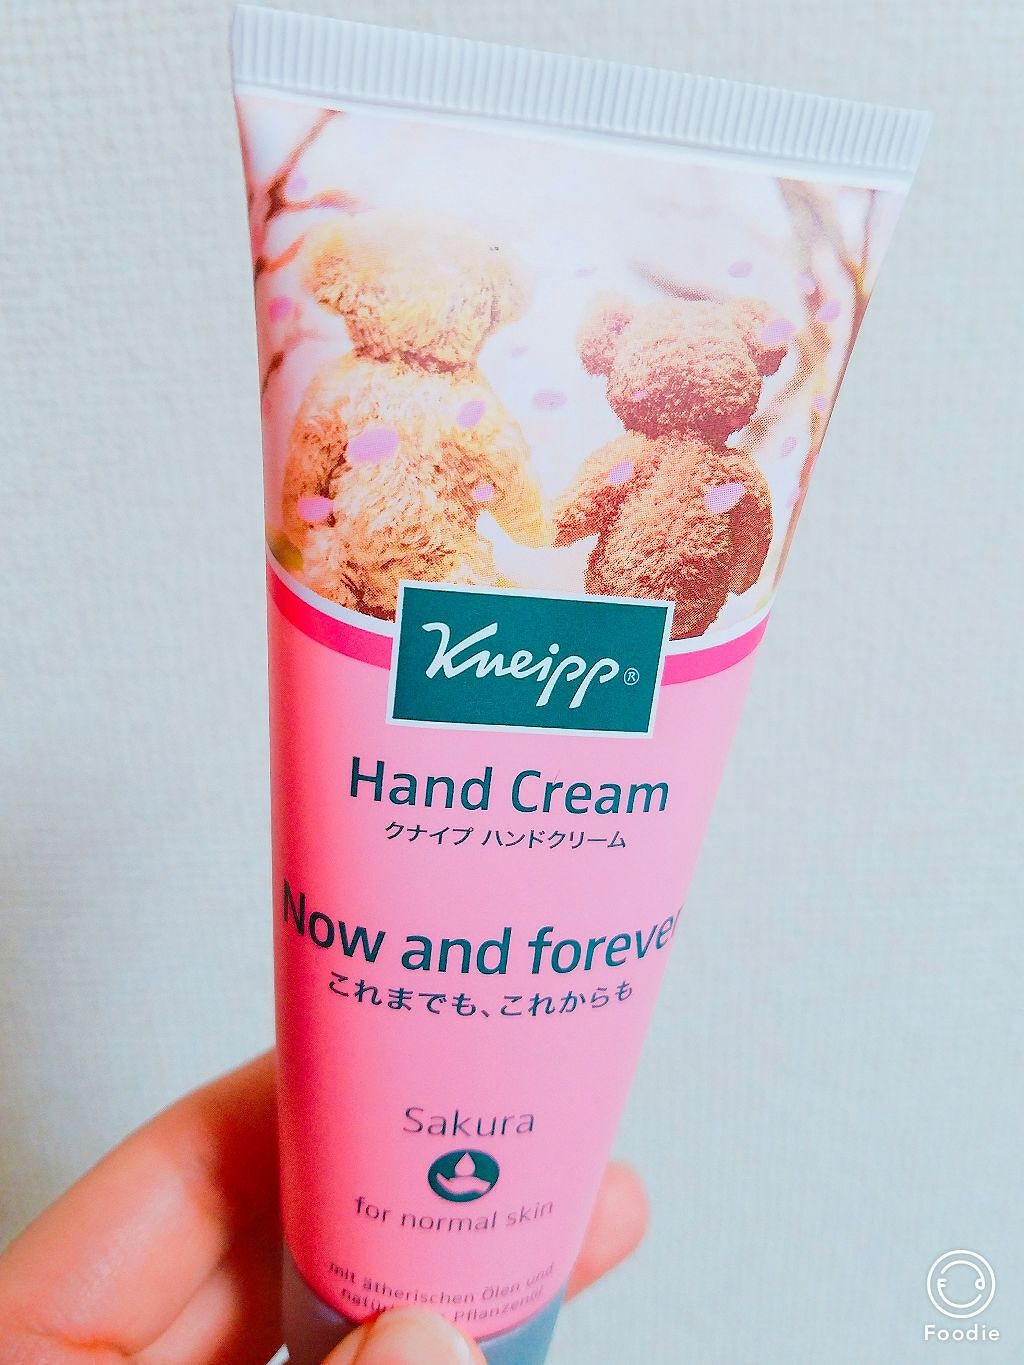 Kneipp®
Hand Cream
クナイプ ハンドクリーム
Now and forever
これまでも、これからも
Sakura
for normal skin
mit ätherischen Ölen und
Pflanzenöl
Foodie